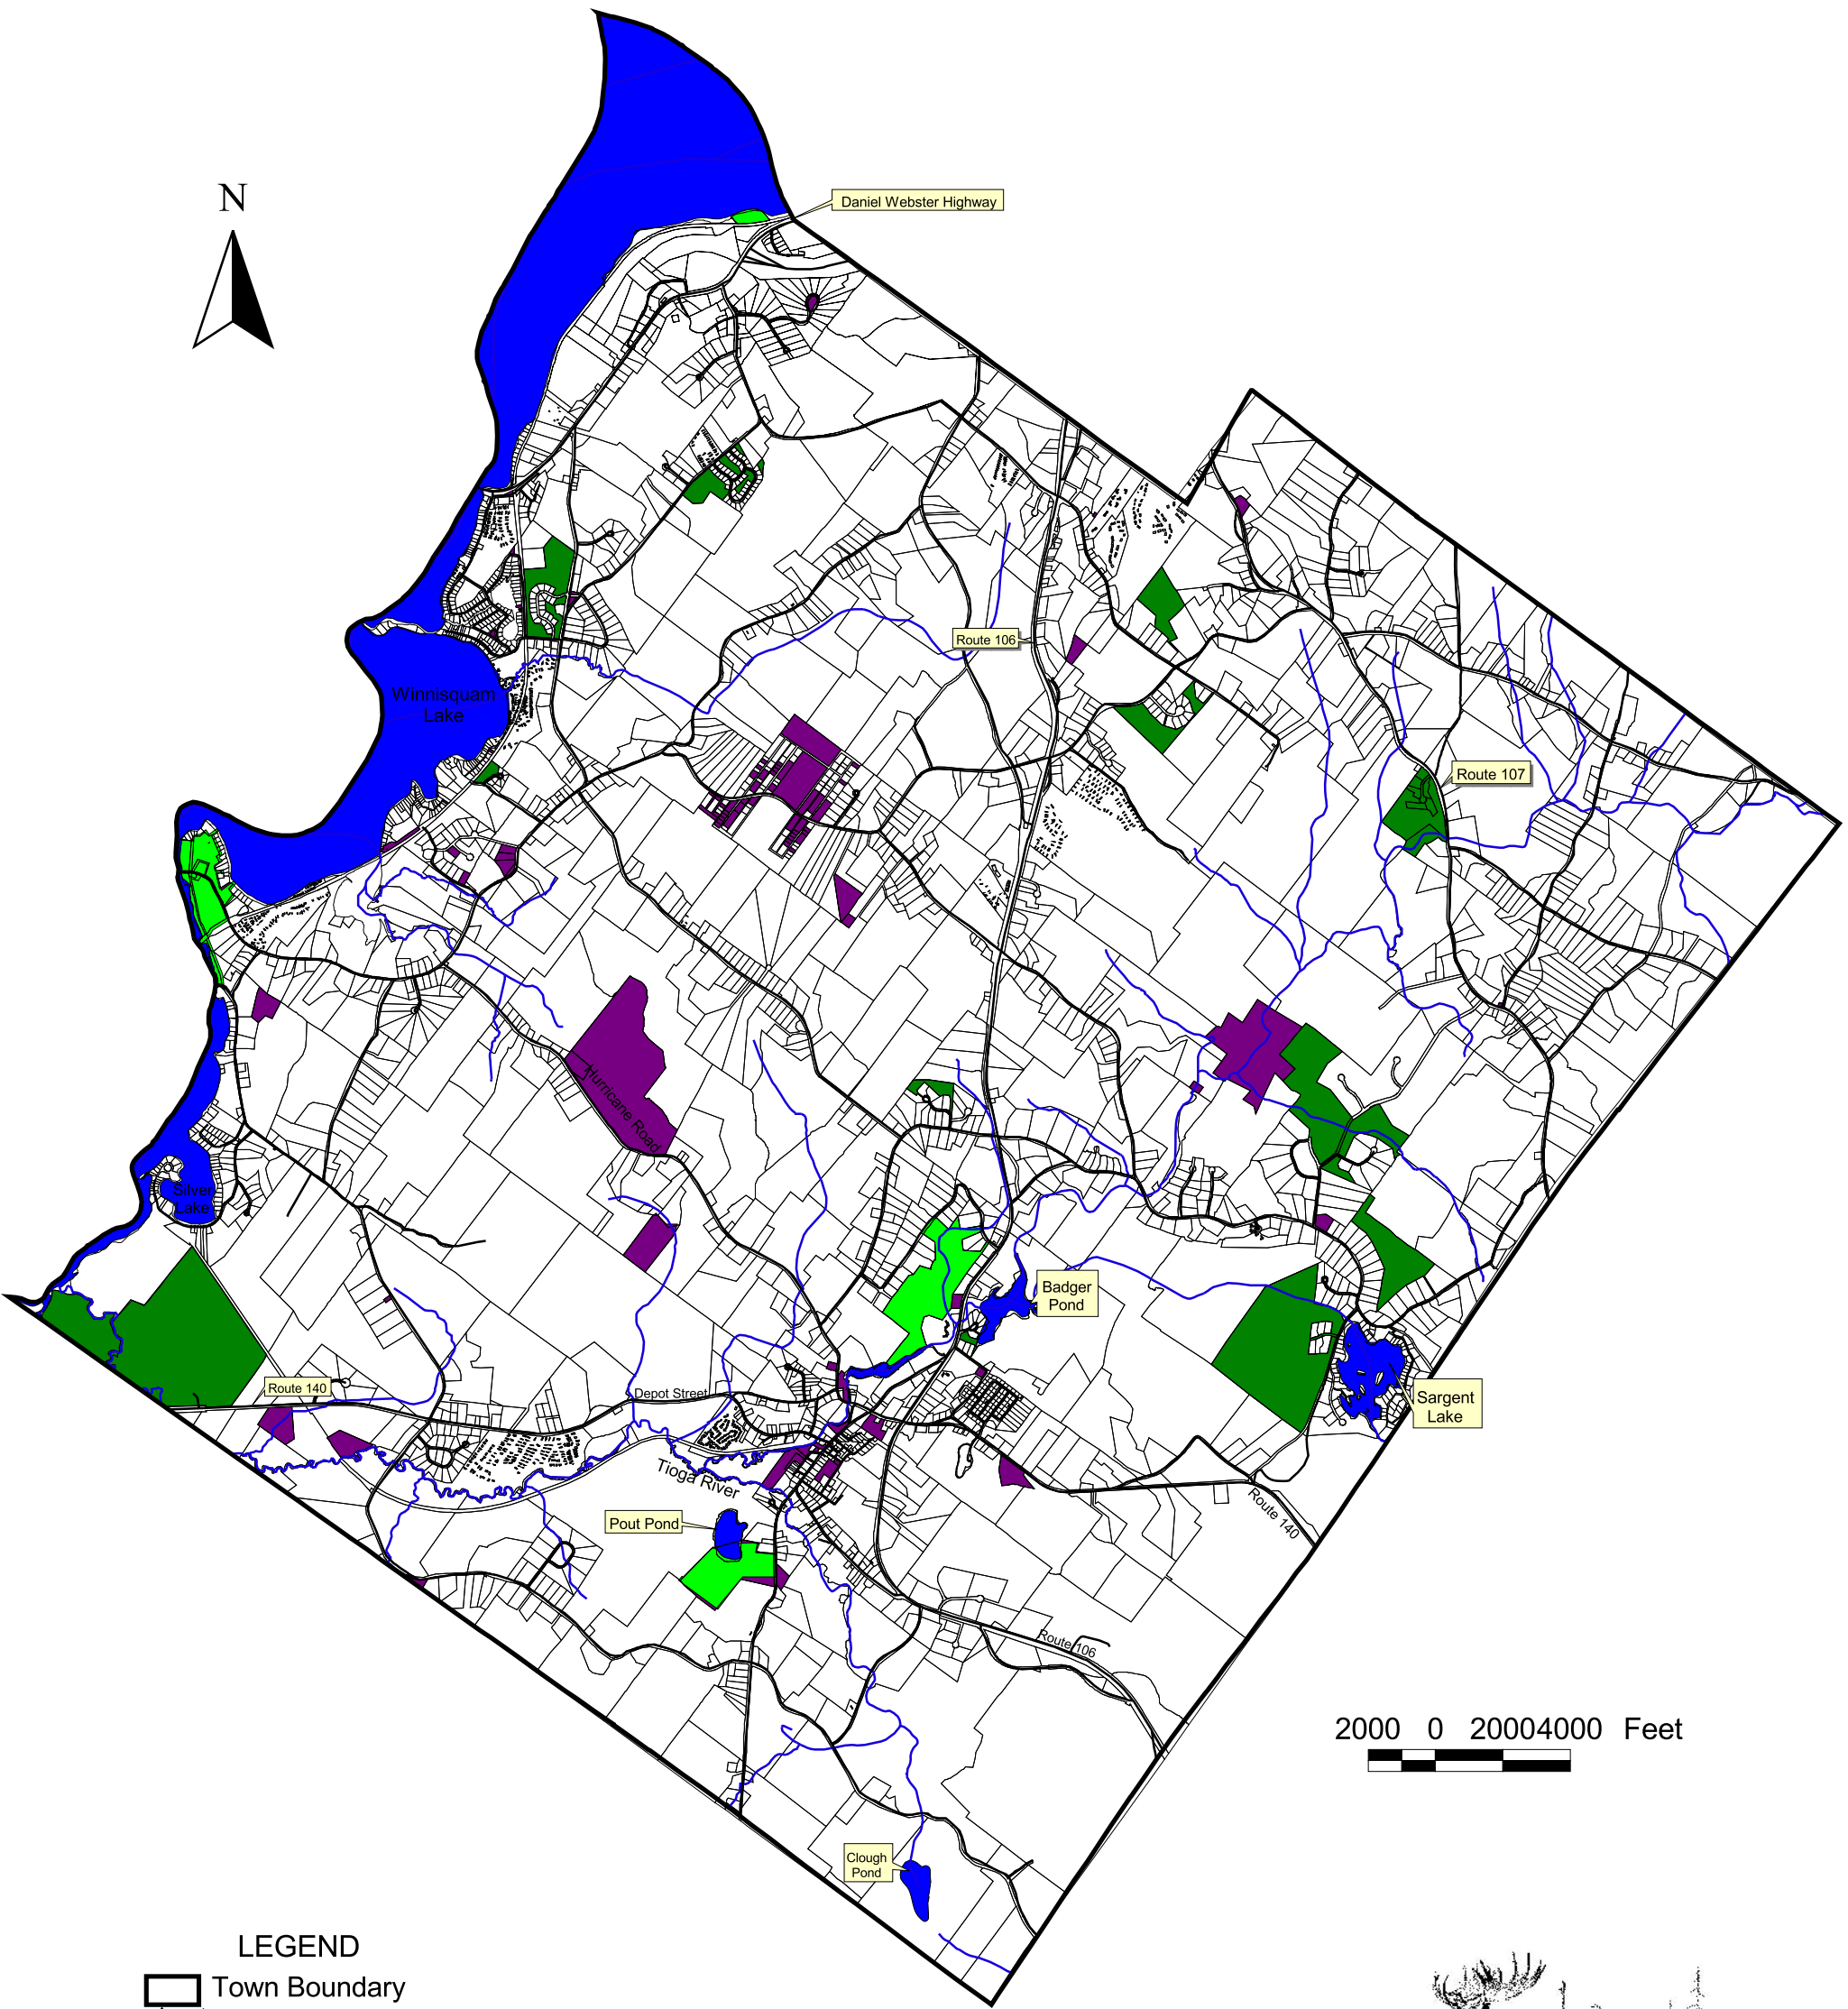 N
Daniel Webster Highway
Route 106
Winnisquam
Lake
Route 107
Hurricane Road
Silver
Lake
Badger
Pond
Route 140
Depot Street
Sargent
Lake
Tioga River
Route 140
Pout Pond
Route 106
2000 0 20004000 Feet
Clough
Pond
LEGEND
Town Boundary